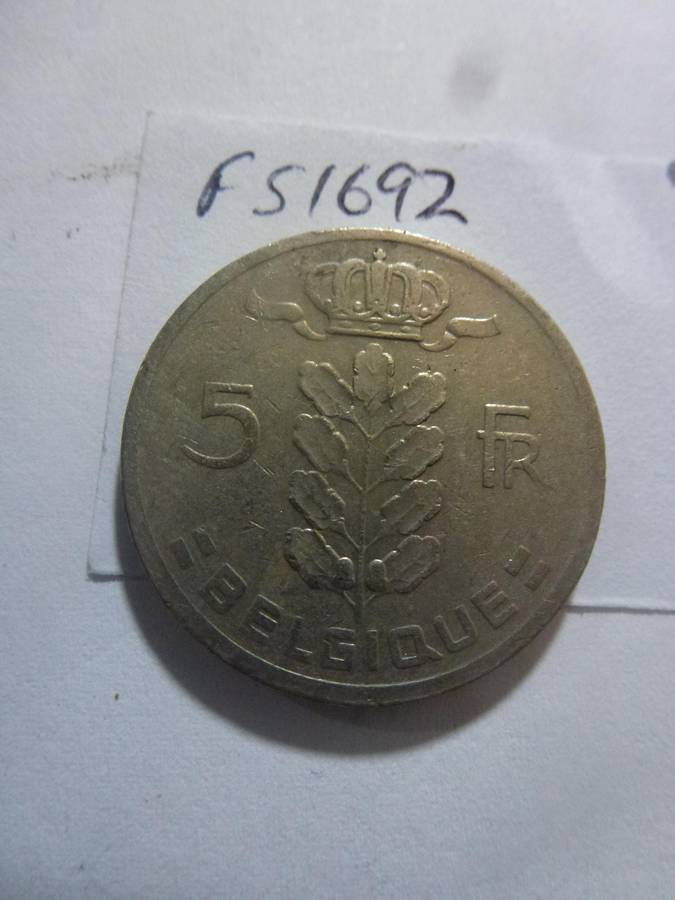 FS1692
5 FR
= BELGIQUE =